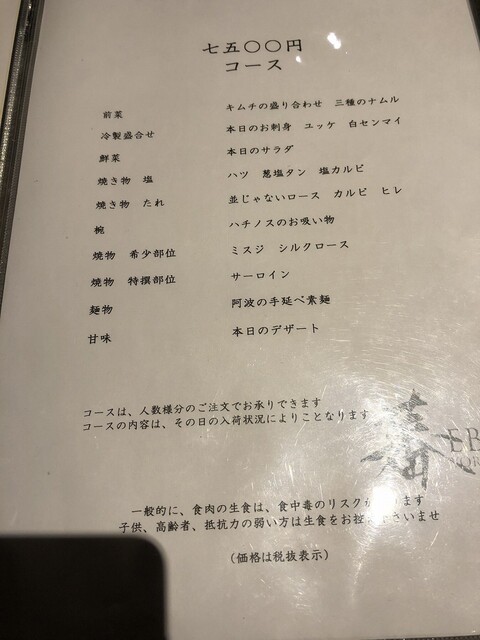 七五〇〇円
コース
前菜 キムチの盛り合わせ 三種のナムル
冷製盛合せ 本日のお刺身 ユッケ 白センマイ
鮮菜 本日のサラダ
焼き物 塩 ハツ 葱塩タン 塩カルビ
焼き物 たれ 並じゃないロース カルビ ヒレ
椀 ハチノスのお吸い物
焼物 希少部位 ミスジ シルクロース
焼物 特撰部位 サーロイン
麺物 阿波の手延べ素麺
甘味 本日のデザート
コースは、人数様分のご注文でお承りできます
コースの内容は、その日の入荷状況によりことなります
一般的に、食肉の生食は、食中毒のリスクが ます
子供、高齢者、抵抗力の弱い方は生食をお控 さいませ
(価格は税抜表示)